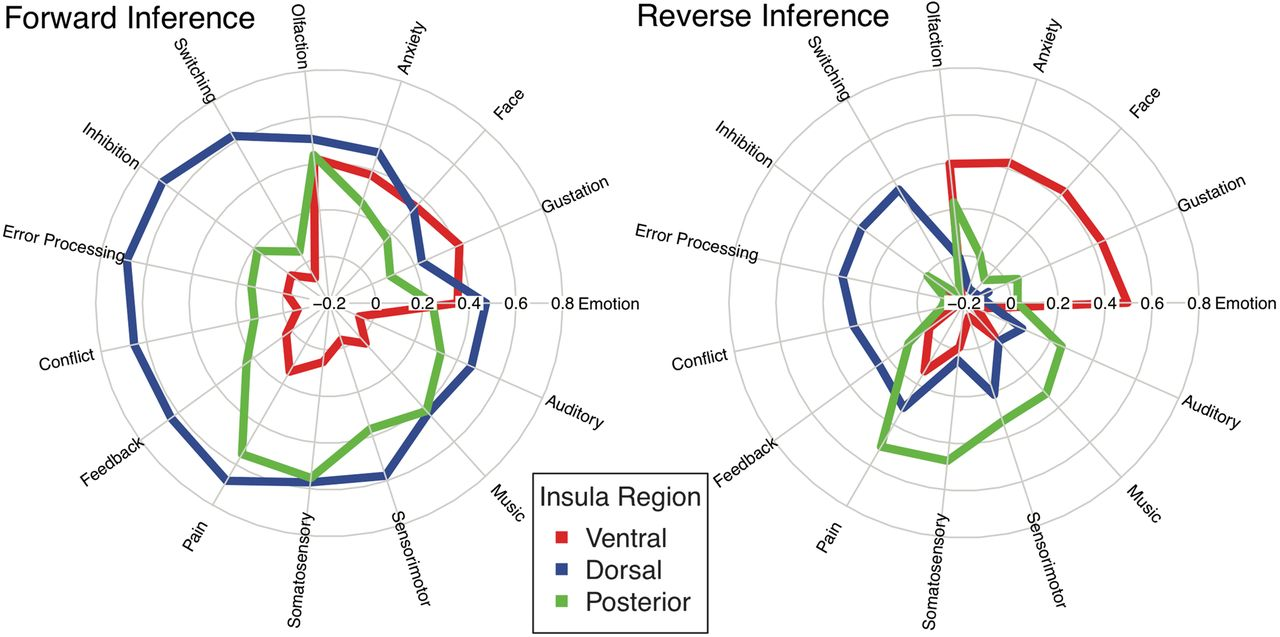 Forward Inference
Olfaction
Anxiety
Face
Gustation
Emotion
Auditory
Music
Sensorimotor
Somatosensory
Pain
Feedback
Conflict
Error Processing
Inhibition
Switching
−0.2 0 0.2 0.4 0.6 0.8
Reverse Inference
Olfaction
Anxiety
Face
Gustation
Emotion
Auditory
Music
Sensorimotor
Somatosensory
Pain
Feedback
Conflict
Error Processing
Inhibition
Switching
−0.2 0 0.2 0.4 0.6 0.8
Insula Region
Ventral
Dorsal
Posterior